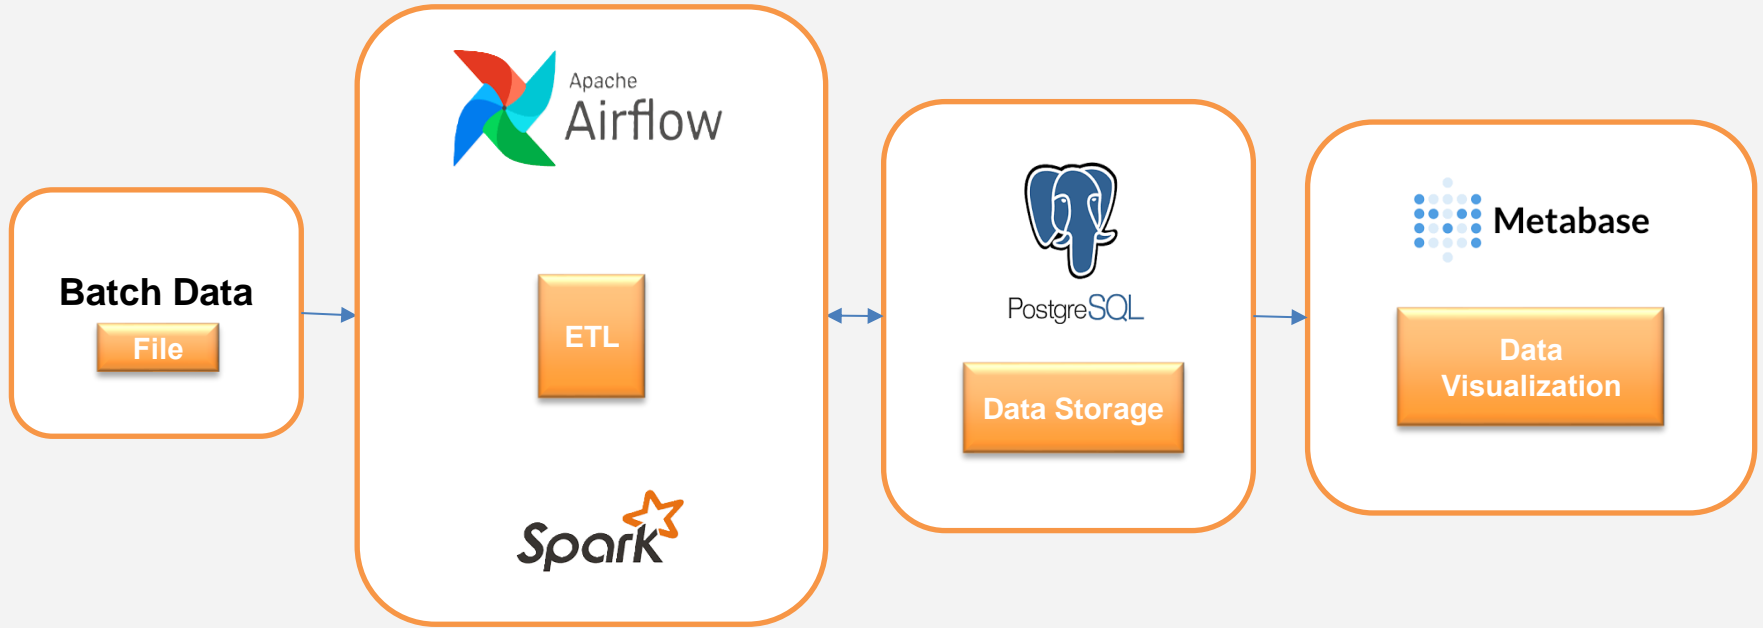 Batch Data
File
Apache
Airflow
ETL
Spark
PostgreSQL
Data Storage
Metabase
Data
Visualization